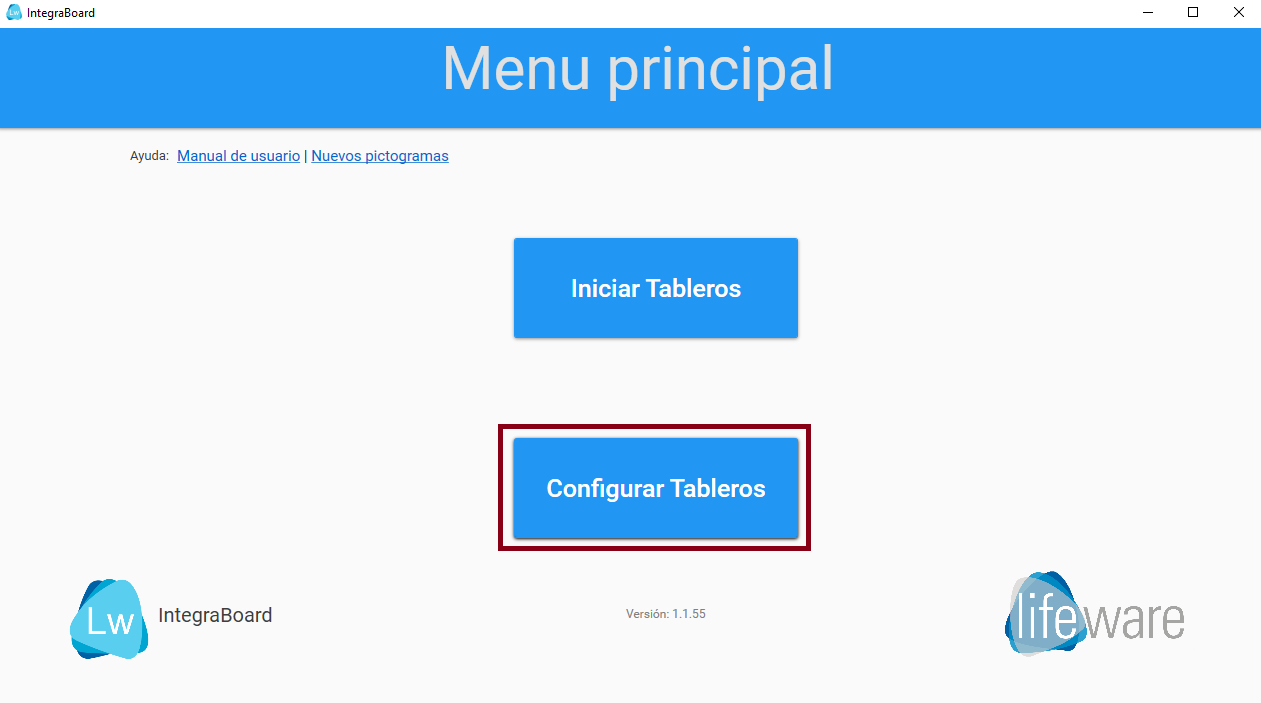 Lw IntegraBoard
Menu principal
Ayuda: Manual de usuario | Nuevos pictogramas
Iniciar Tableros
Configurar Tableros
Lw IntegraBoard
Versión: 1.1.55
lifeware